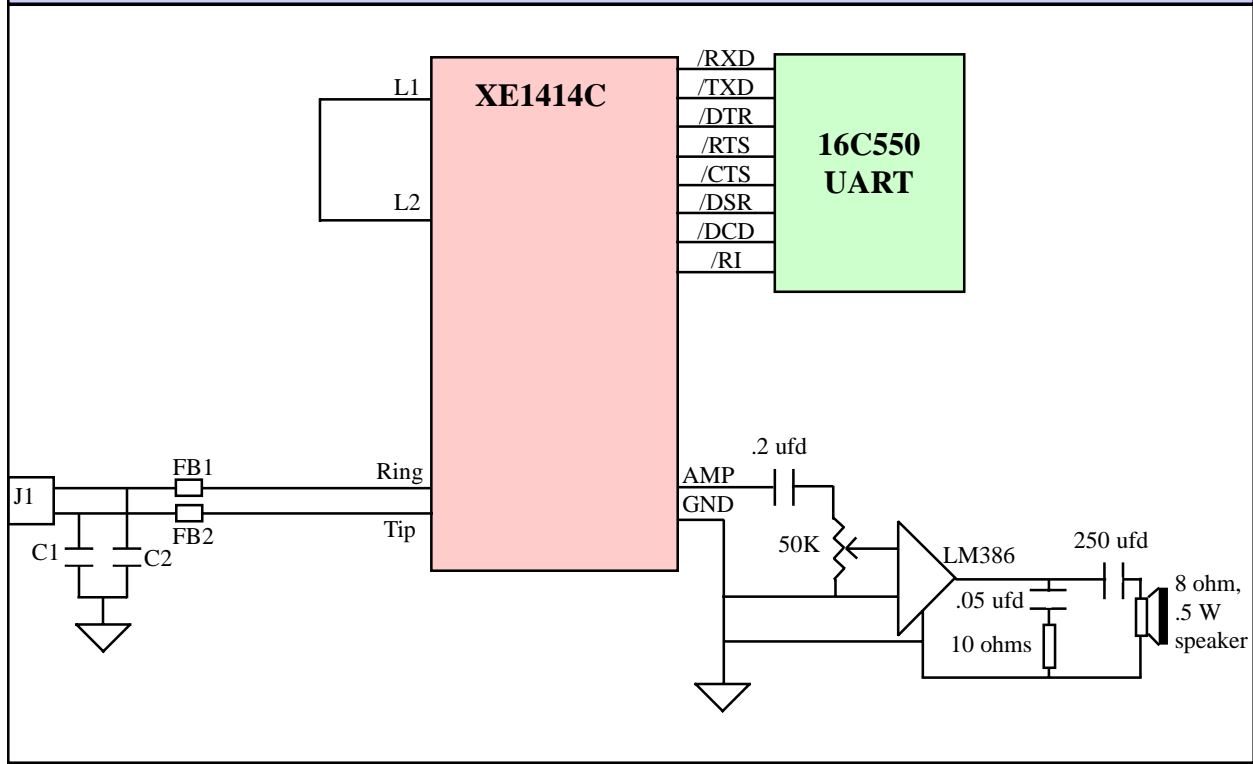 L1
L2
XE1414C
/RXD
/TXD
/DTR
/RTS
/CTS
/DSR
/DCD
/RI
16C550
UART
J1
FB1
FB2
C1
C2
Ring
Tip
AMP
GND
.2 ufd
50K
LM386
.05 ufd
10 ohms
250 ufd
8 ohm,
.5 W
speaker